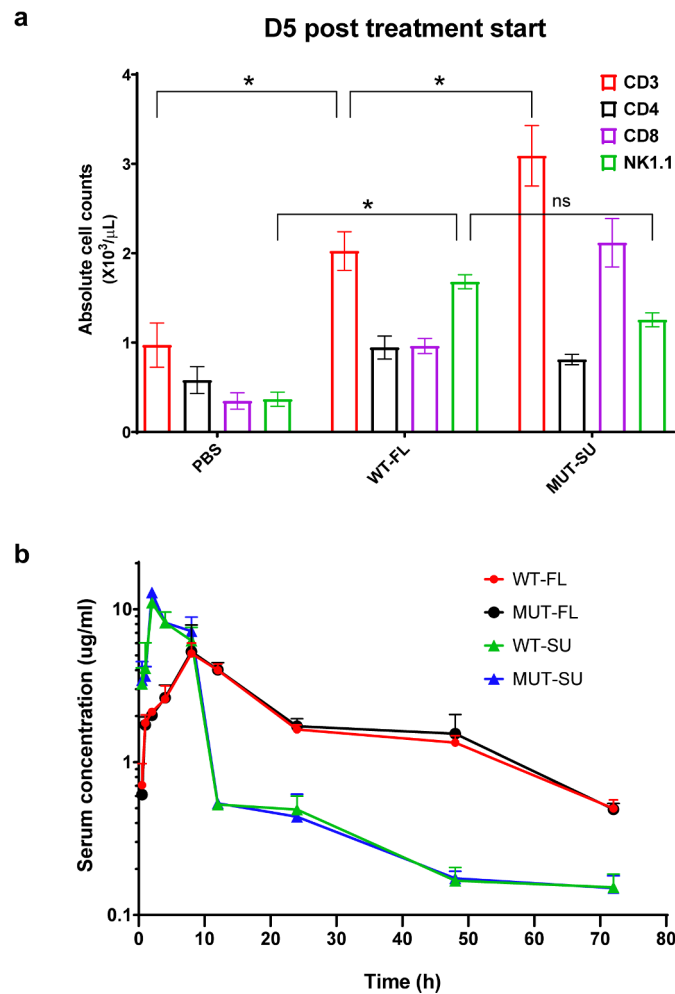 a
D5 post treatment start
Absolute cell counts
(X10³/μL)
4
3
2
1
0
*
*
*
ns
CD3
CD4
CD8
NK1.1
PBS
WT-FL
MUT-SU
b
Serum concentration (ug/ml)
10
1
0.1
WT-FL
MUT-FL
WT-SU
MUT-SU
0 10 20 30 40 50 60 70 80
Time (h)